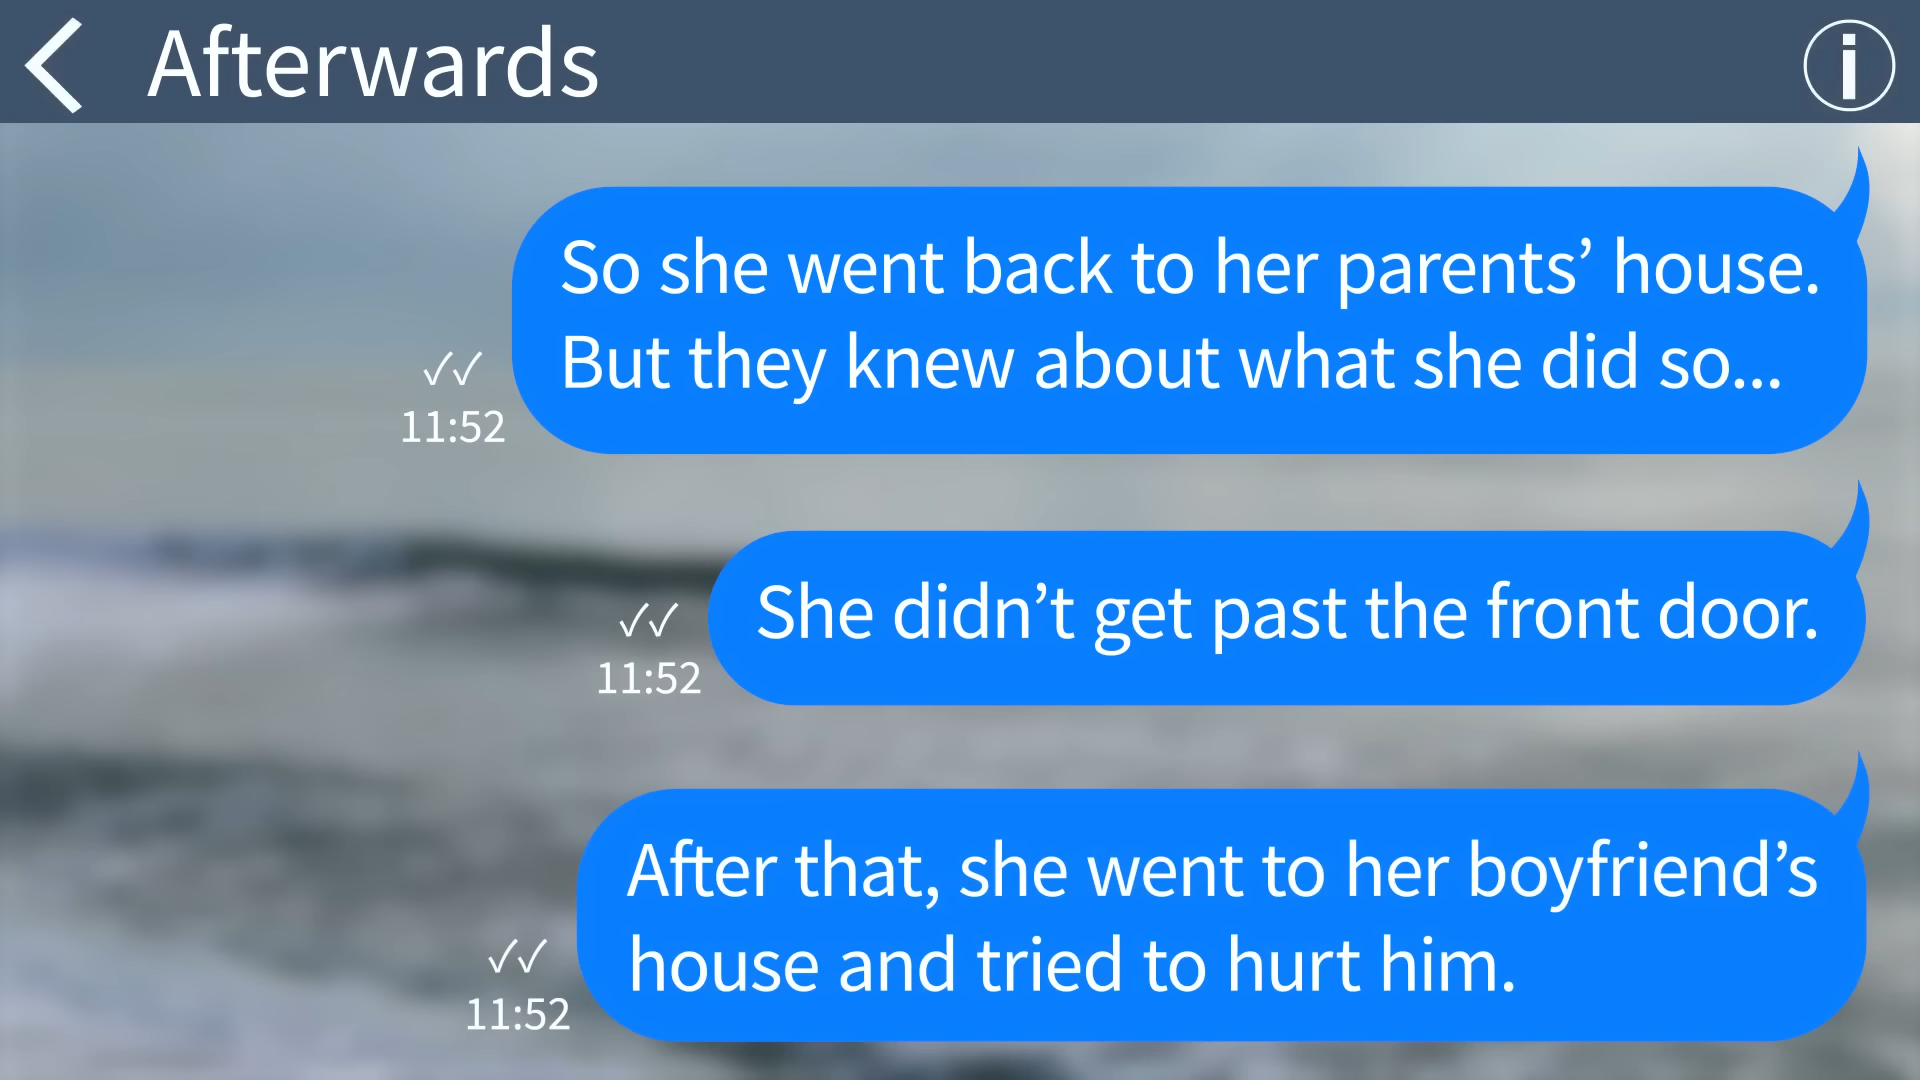 Afterwards
So she went back to her parents’ house.
But they knew about what she did so...
✓✓
11:52
She didn’t get past the front door.
✓✓
11:52
After that, she went to her boyfriend’s
house and tried to hurt him.
✓✓
11:52